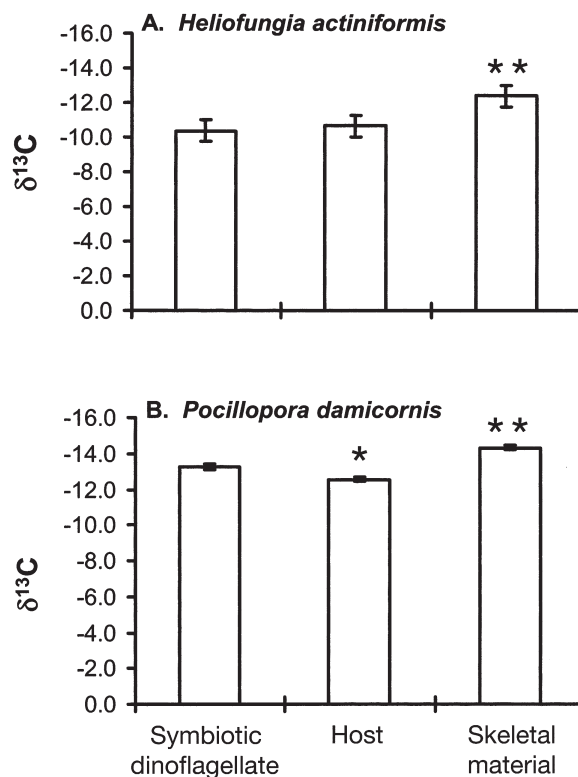 A. Heliofungia actiniformis
-16.0
-14.0
-12.0
-10.0
-8.0
-6.0
-4.0
-2.0
0.0
δ13C
**
B. Pocillopora damicornis
-16.0
-14.0
-12.0
-10.0
-8.0
-6.0
-4.0
-2.0
0.0
δ13C
*
**
Symbiotic
dinoflagellate
Host
Skeletal
material